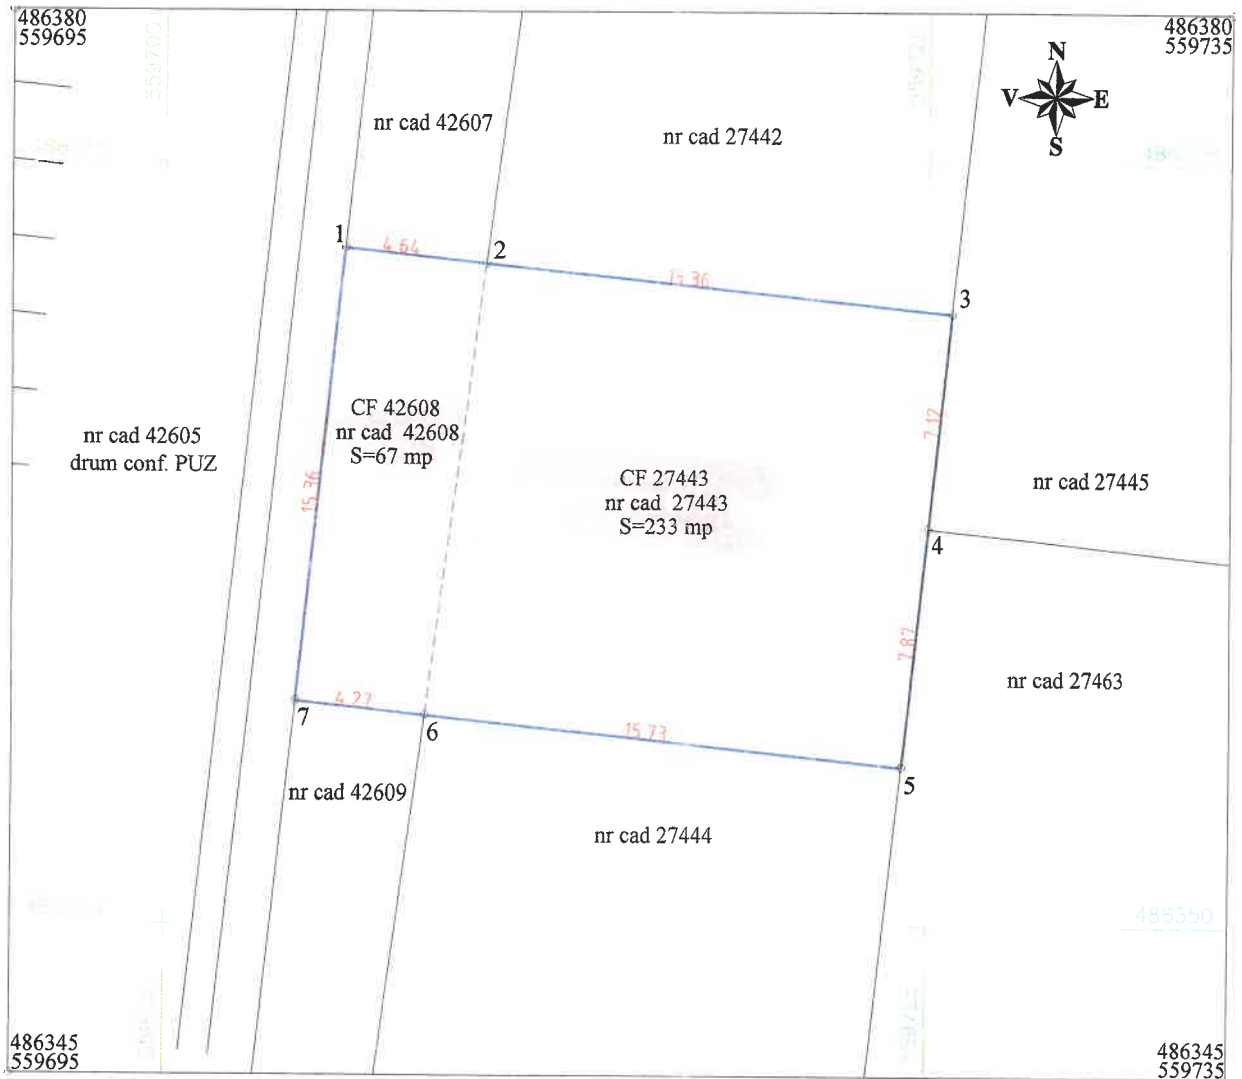 486380
559695
486380
559735
559700
N
V
E
S
nr cad 42607
nr cad 27442
1
4.64
2
15.36
3
CF 42608
nr cad 42608
S=67 mp
7.12
nr cad 42605
drum conf. PUZ
CF 27443
nr cad 27443
S=233 mp
nr cad 27445
15.36
4
7.87
nr cad 27463
4.27
7
6
15.73
5
nr cad 42609
nr cad 27444
486350
486345
559695
486345
559735